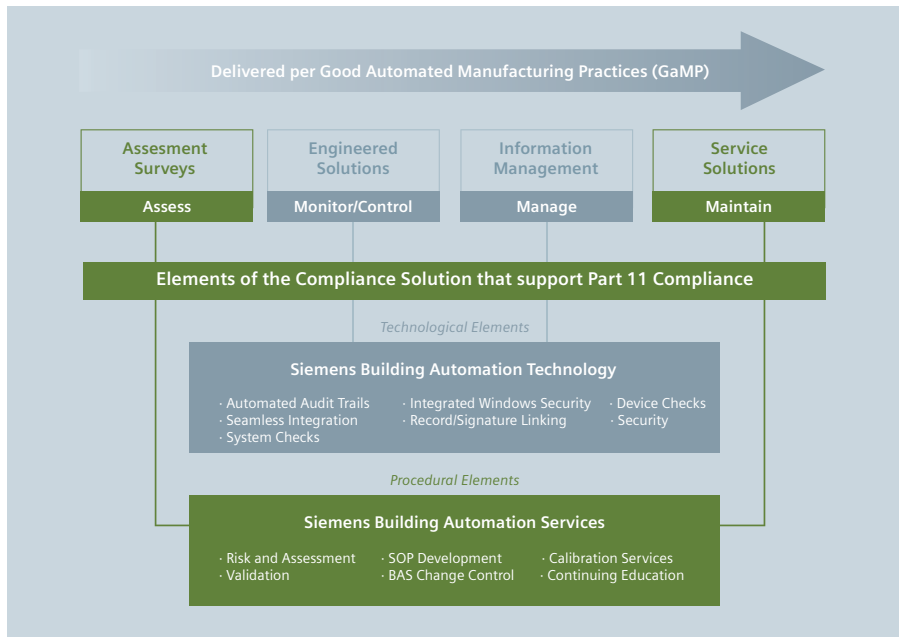 Delivered per Good Automated Manufacturing Practices (GaMP)
Assesment
Surveys
Assess
Engineered
Solutions
Monitor/Control
Information
Management
Manage
Service
Solutions
Maintain
Elements of the Compliance Solution that support Part 11 Compliance
Technological Elements
Siemens Building Automation Technology
· Automated Audit Trails
· Seamless Integration
· System Checks
· Integrated Windows Security
· Record/Signature Linking
· Device Checks
· Security
Procedural Elements
Siemens Building Automation Services
· Risk and Assessment
· Validation
· SOP Development
· BAS Change Control
· Calibration Services
· Continuing Education